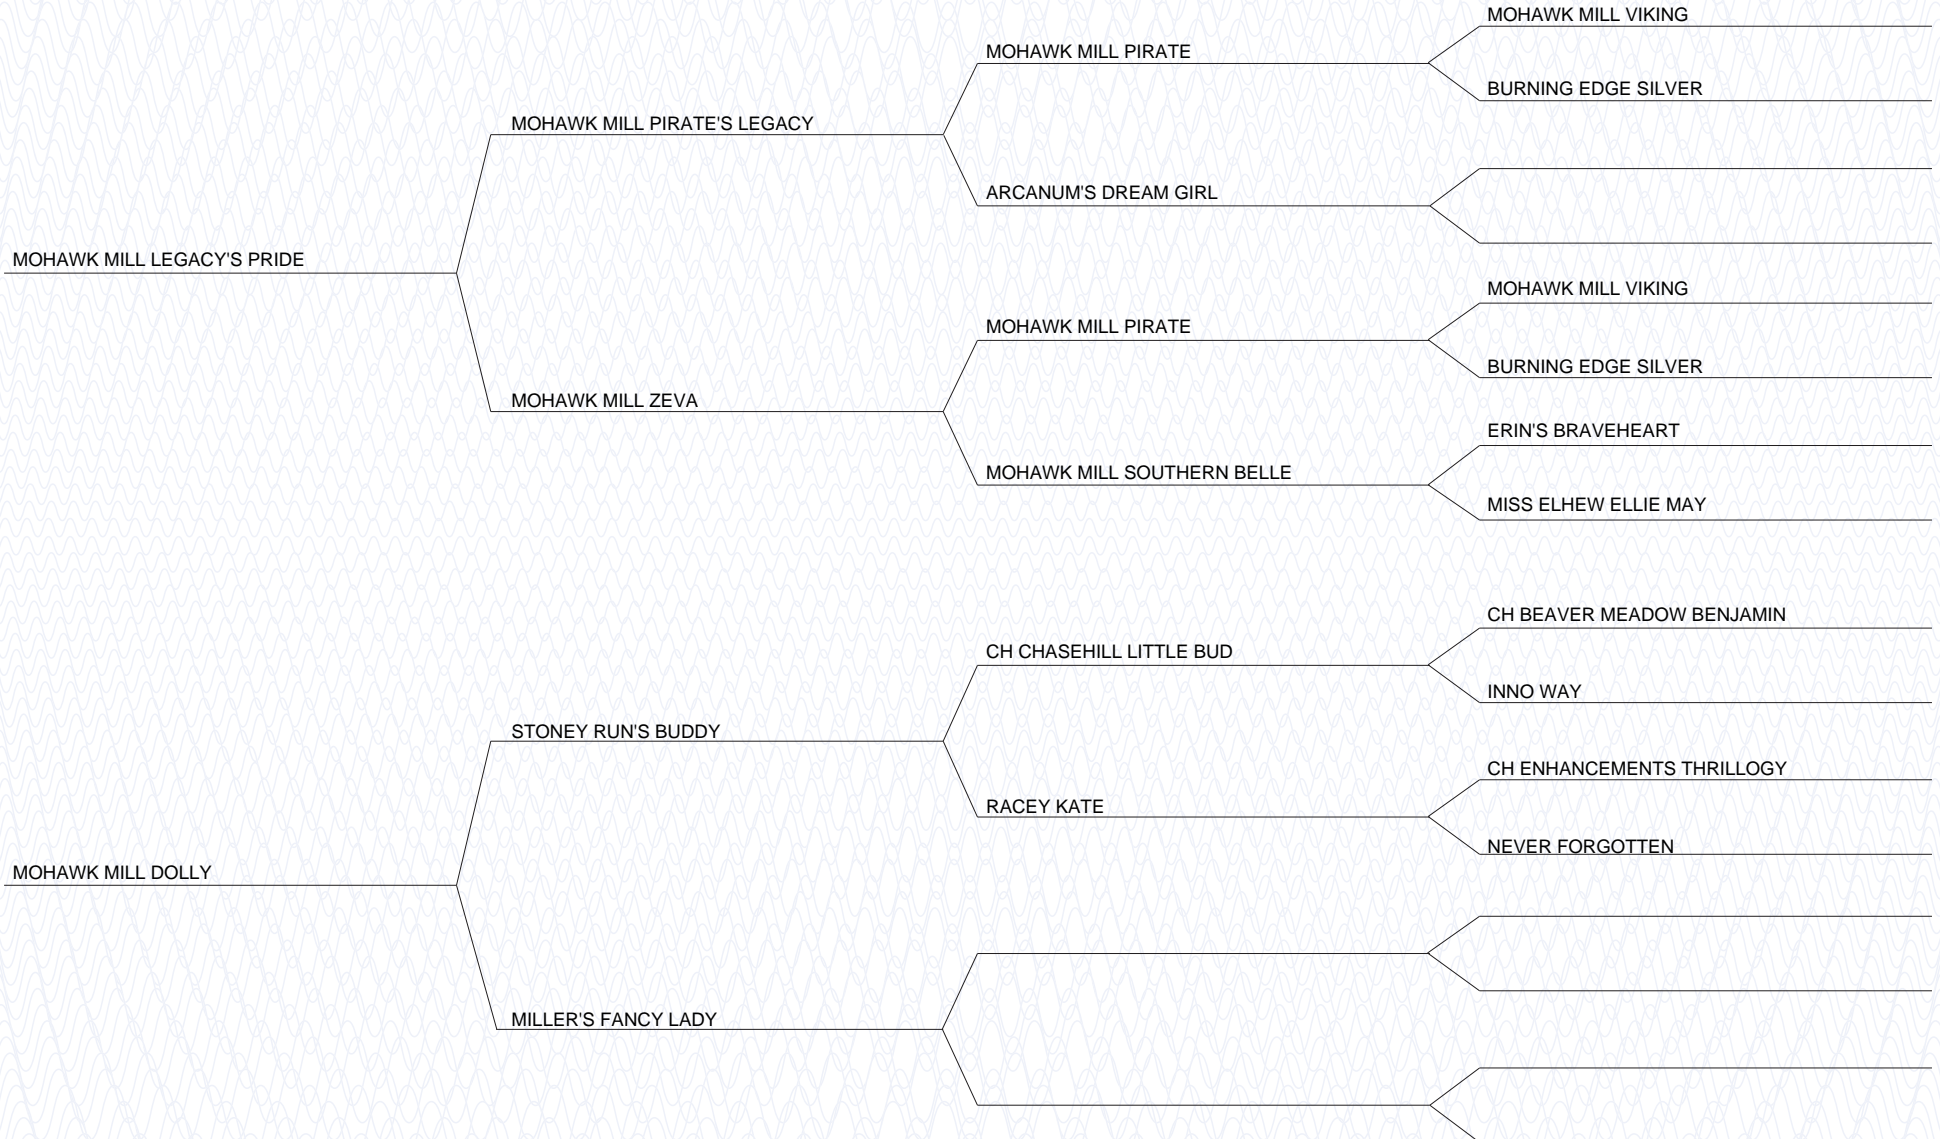 MOHAWK MILL VIKING
MOHAWK MILL PIRATE
BURNING EDGE SILVER
MOHAWK MILL PIRATE'S LEGACY
ARCANUM'S DREAM GIRL
MOHAWK MILL LEGACY'S PRIDE
MOHAWK MILL VIKING
MOHAWK MILL PIRATE
BURNING EDGE SILVER
MOHAWK MILL ZEVA
ERIN'S BRAVEHEART
MOHAWK MILL SOUTHERN BELLE
MISS ELHEW ELLIE MAY
CH BEAVER MEADOW BENJAMIN
CH CHASEHILL LITTLE BUD
INNO WAY
STONEY RUN'S BUDDY
CH ENHANCEMENTS THRILLOGY
RACEY KATE
NEVER FORGOTTEN
MOHAWK MILL DOLLY
MILLER'S FANCY LADY